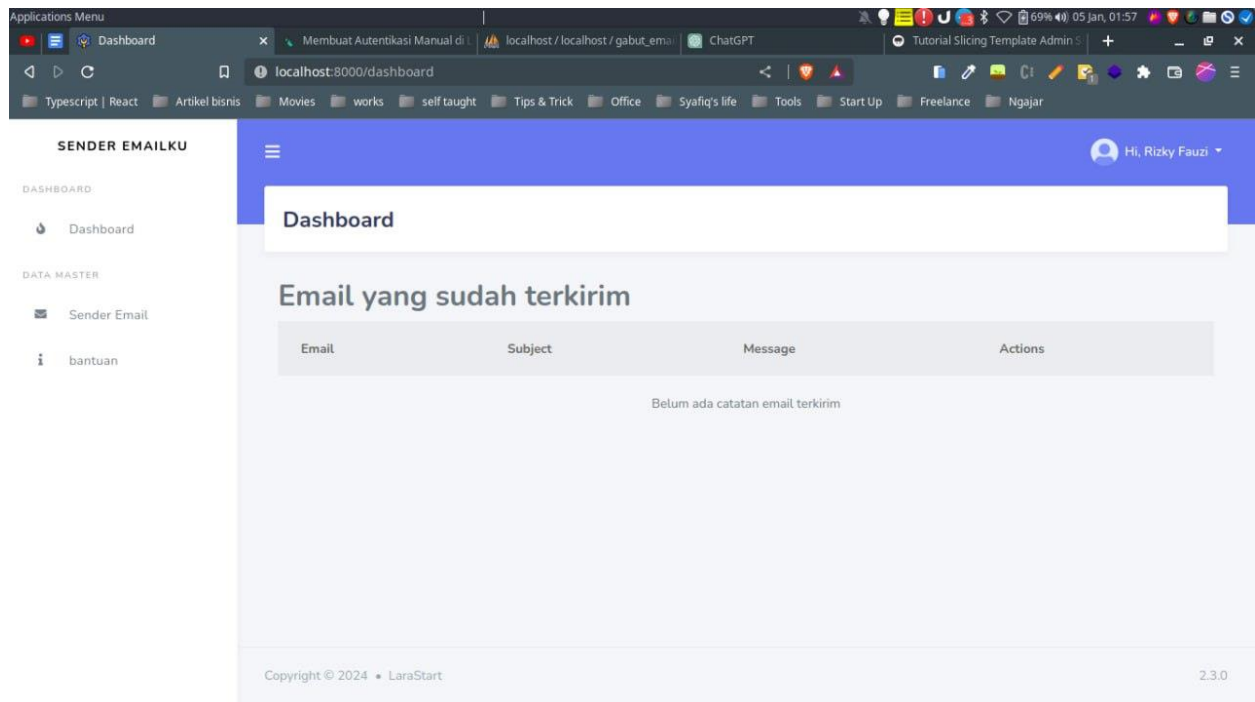 Applications Menu
69% 05 Jan, 01:57
Dashboard
Membuat Autentikasi Manual di L
localhost / localhost / gabut_emai
ChatGPT
Tutorial Slicing Template Admin S
localhost:8000/dashboard
Typescript | React Artikel bisnis Movies works self taught Tips & Trick Office Syafiq's life Tools Start Up Freelance Ngajar
SENDER EMAILKU
Hi, Rizky Fauzi
DASHBOARD
Dashboard
DATA MASTER
Sender Email
bantuan
Dashboard
Email yang sudah terkirim
Email Subject Message Actions
Belum ada catatan email terkirim
Copyright © 2024 • LaraStart
2.3.0